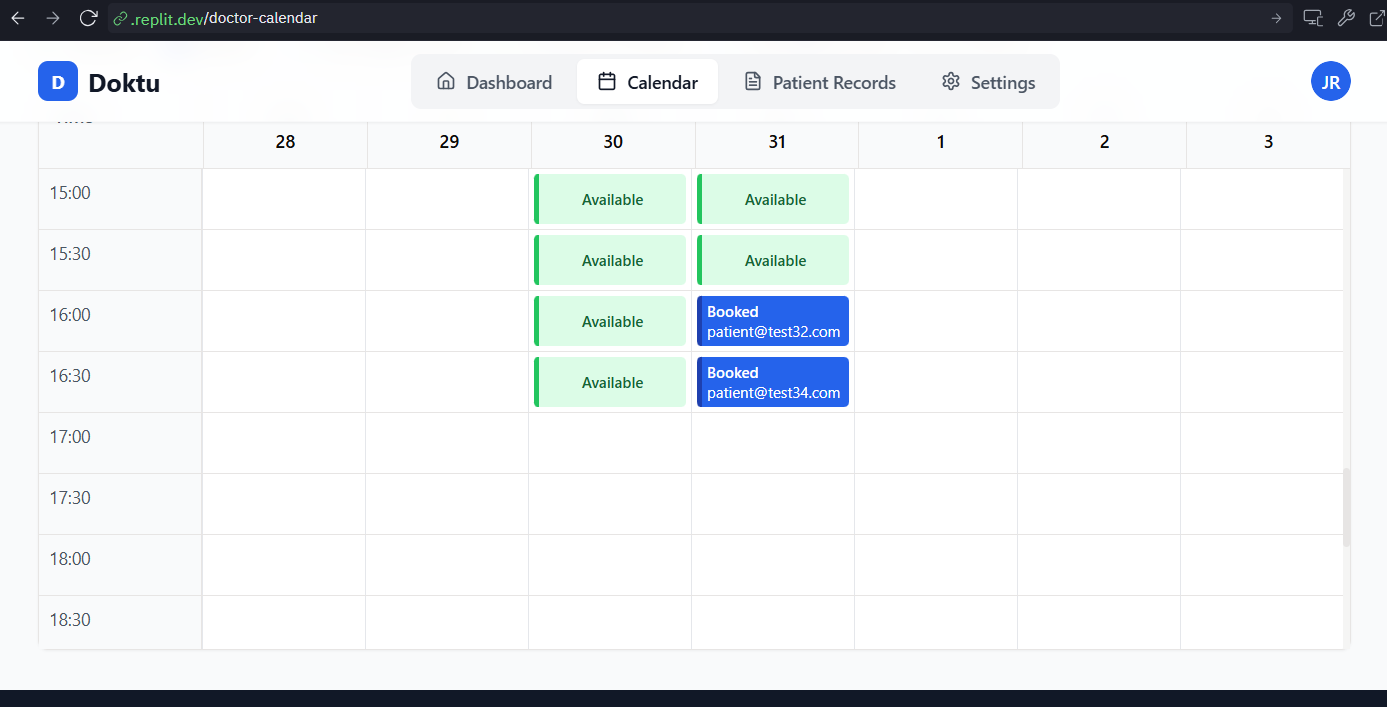 .replit.dev/doctor-calendar
D Doktu
Dashboard
Calendar
Patient Records
Settings
JR
28 29 30 31 1 2 3
15:00 Available Available
15:30 Available Available
16:00 Available Booked
patient@test32.com
16:30 Available Booked
patient@test34.com
17:00
17:30
18:00
18:30